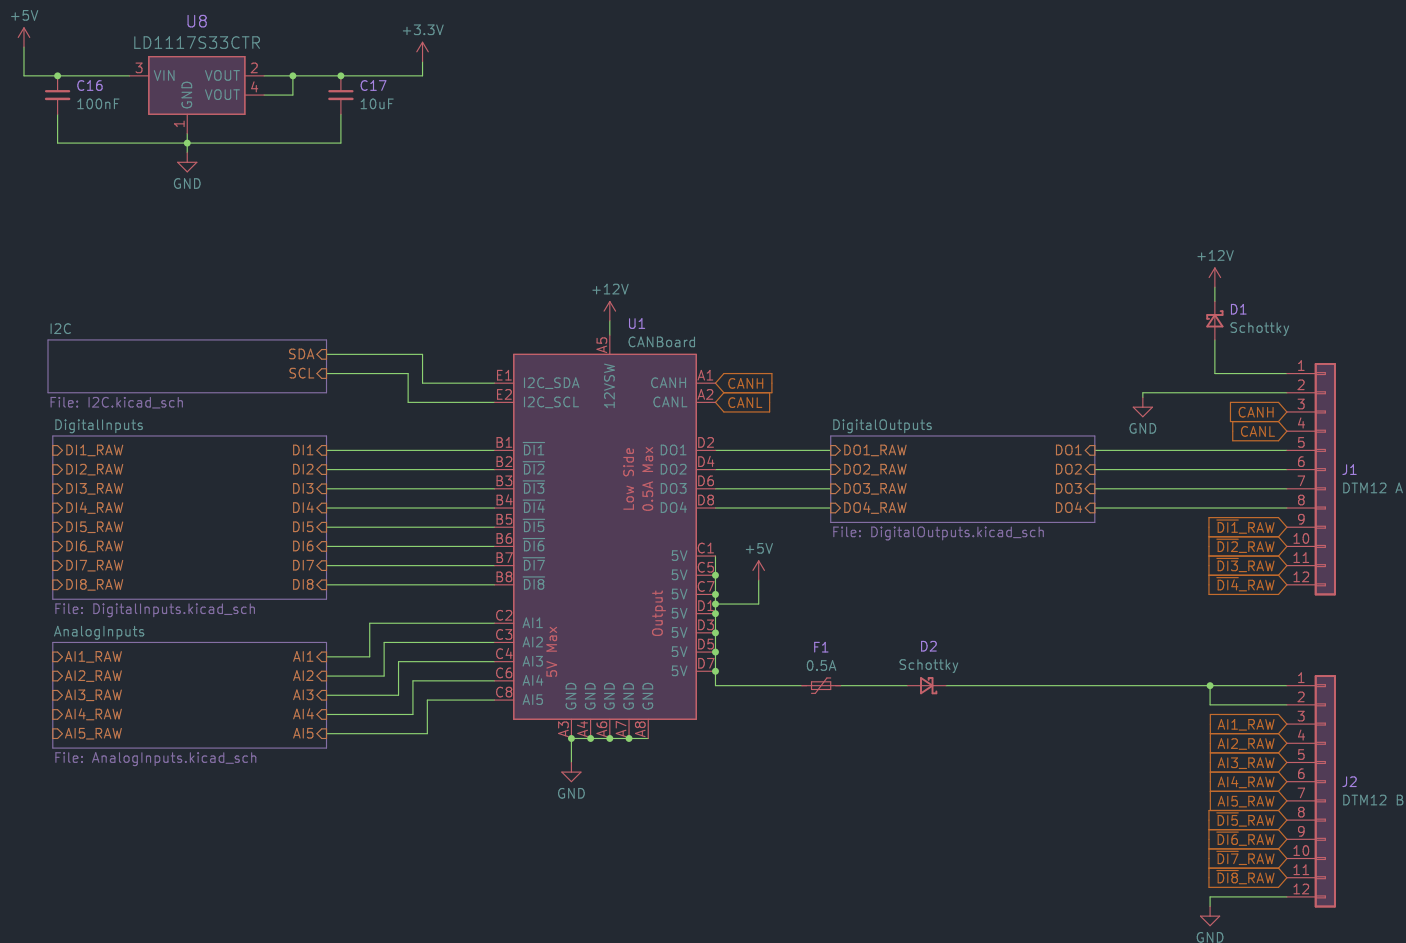 +5V
U8
LD1117S33CTR
+3.3V
3 VIN VOUT 2
VOUT 4
GND
1
C16
100nF
C17
10uF
GND
+12V
D1
Schottky
+12V
U1
CANBoard
A5
12VSW
I2C
SDA
SCL
File: I2C.kicad_sch
E1 I2C_SDA
E2 I2C_SCL
CANH A1 CANH
CANL A2 CANL
DigitalInputs
DI1_RAW DI1
DI2_RAW DI2
DI3_RAW DI3
DI4_RAW DI4
DI5_RAW DI5
DI6_RAW DI6
DI7_RAW DI7
DI8_RAW DI8
File: DigitalInputs.kicad_sch
B1 DI1
B2 DI2
B3 DI3
B4 DI4
B5 DI5
B6 DI6
B7 DI7
B8 DI8
Low Side
0.5A Max
DO1 D2
DO2 D4
DO3 D6
DO4 D8
DigitalOutputs
DO1_RAW DO1
DO2_RAW DO2
DO3_RAW DO3
DO4_RAW DO4
File: DigitalOutputs.kicad_sch
AnalogInputs
AI1_RAW AI1
AI2_RAW AI2
AI3_RAW AI3
AI4_RAW AI4
AI5_RAW AI5
File: AnalogInputs.kicad_sch
C2 AI1
C3 AI2
C4 AI3
C6 AI4
C8 AI5
5V Max
Output
5V C1
5V C5
5V C7
5V D1
5V D3
5V D5
5V D7
+5V
GND GND GND GND GND
A3 A4 A6 A7 A8
GND
F1
0.5A
D2
Schottky
GND
1
2
CANH 3
CANL 4
5
6
7
8
DI1_RAW 9
DI2_RAW 10
DI3_RAW 11
DI4_RAW 12
J1
DTM12 A
1
2
AI1_RAW 3
AI2_RAW 4
AI3_RAW 5
AI4_RAW 6
AI5_RAW 7
DI5_RAW 8
DI6_RAW 9
DI7_RAW 10
DI8_RAW 11
12
J2
DTM12 B
GND